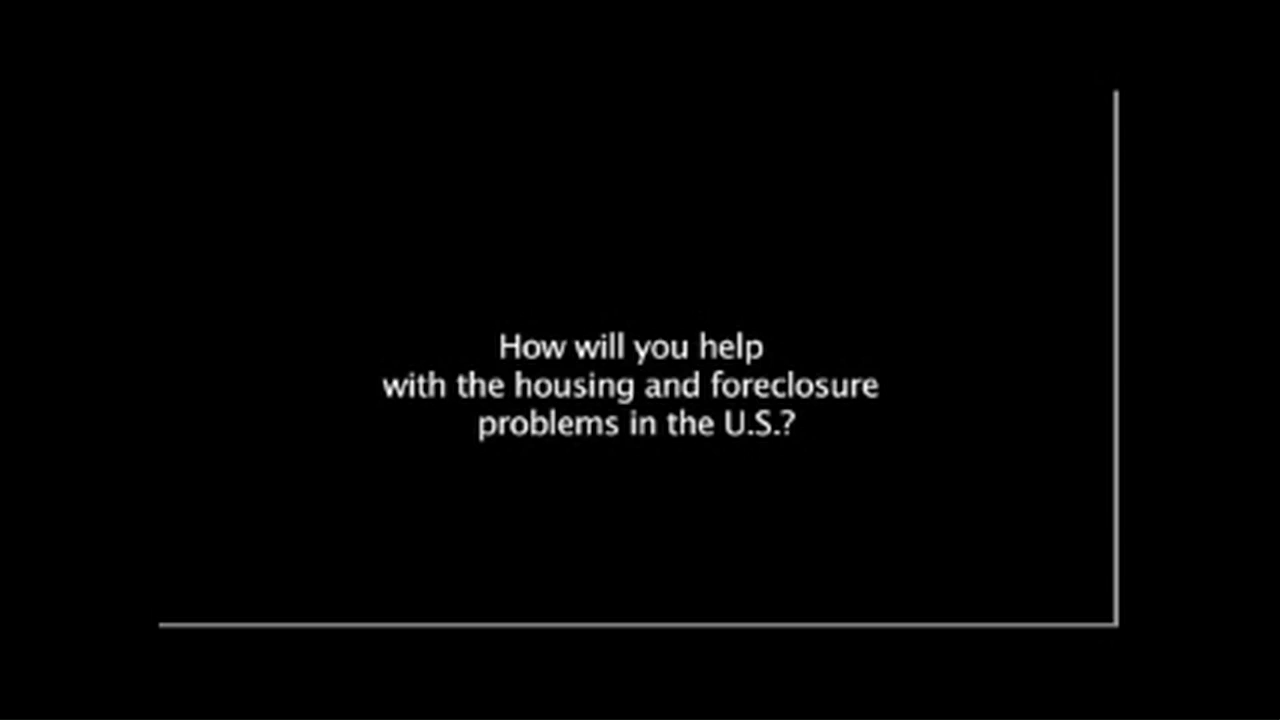 How will you help
with the housing and foreclosure
problems in the U.S.?